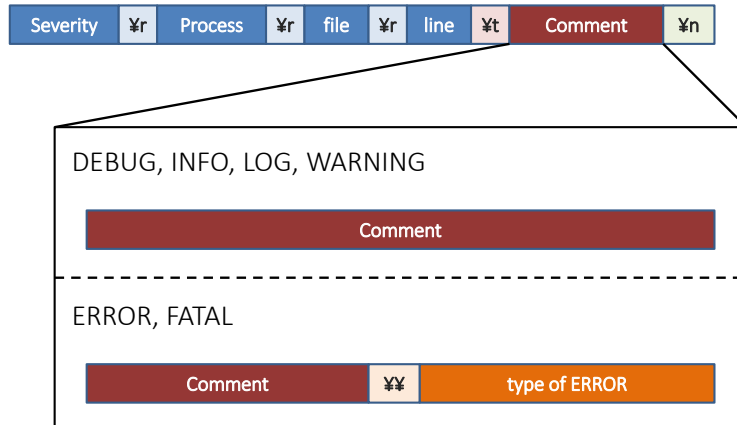 Severity ¥r Process ¥r file ¥r line ¥t Comment ¥n
DEBUG, INFO, LOG, WARNING
Comment
ERROR, FATAL
Comment ¥¥ type of ERROR